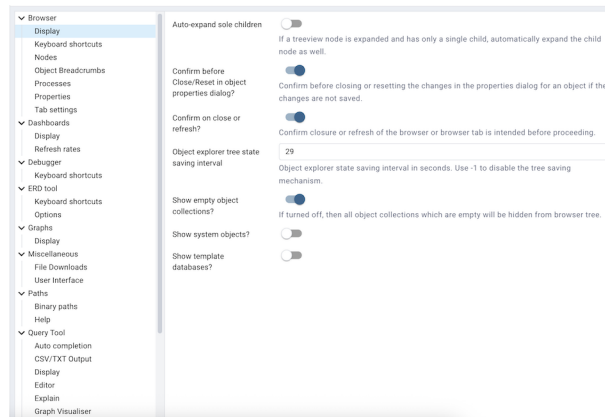 Browser
Display
Keyboard shortcuts
Nodes
Object Breadcrumbs
Processes
Properties
Tab settings
Dashboards
Display
Refresh rates
Debugger
Keyboard shortcuts
ERD tool
Keyboard shortcuts
Options
Graphs
Display
Miscellaneous
File Downloads
User Interface
Paths
Binary paths
Help
Query Tool
Auto completion
CSV/TXT Output
Display
Editor
Explain
Graph Visualiser
Auto-expand sole children
If a treeview node is expanded and has only a single child, automatically expand the child
node as well.
Confirm before
Close/Reset in object
properties dialog?
Confirm before closing or resetting the changes in the properties dialog for an object if the
changes are not saved.
Confirm on close or
refresh?
Confirm closure or refresh of the browser or browser tab is intended before proceeding.
Object explorer tree state
saving interval
29
Object explorer state saving interval in seconds. Use -1 to disable the tree saving
mechanism.
Show empty object
collections?
If turned off, then all object collections which are empty will be hidden from browser tree.
Show system objects?
Show template
databases?